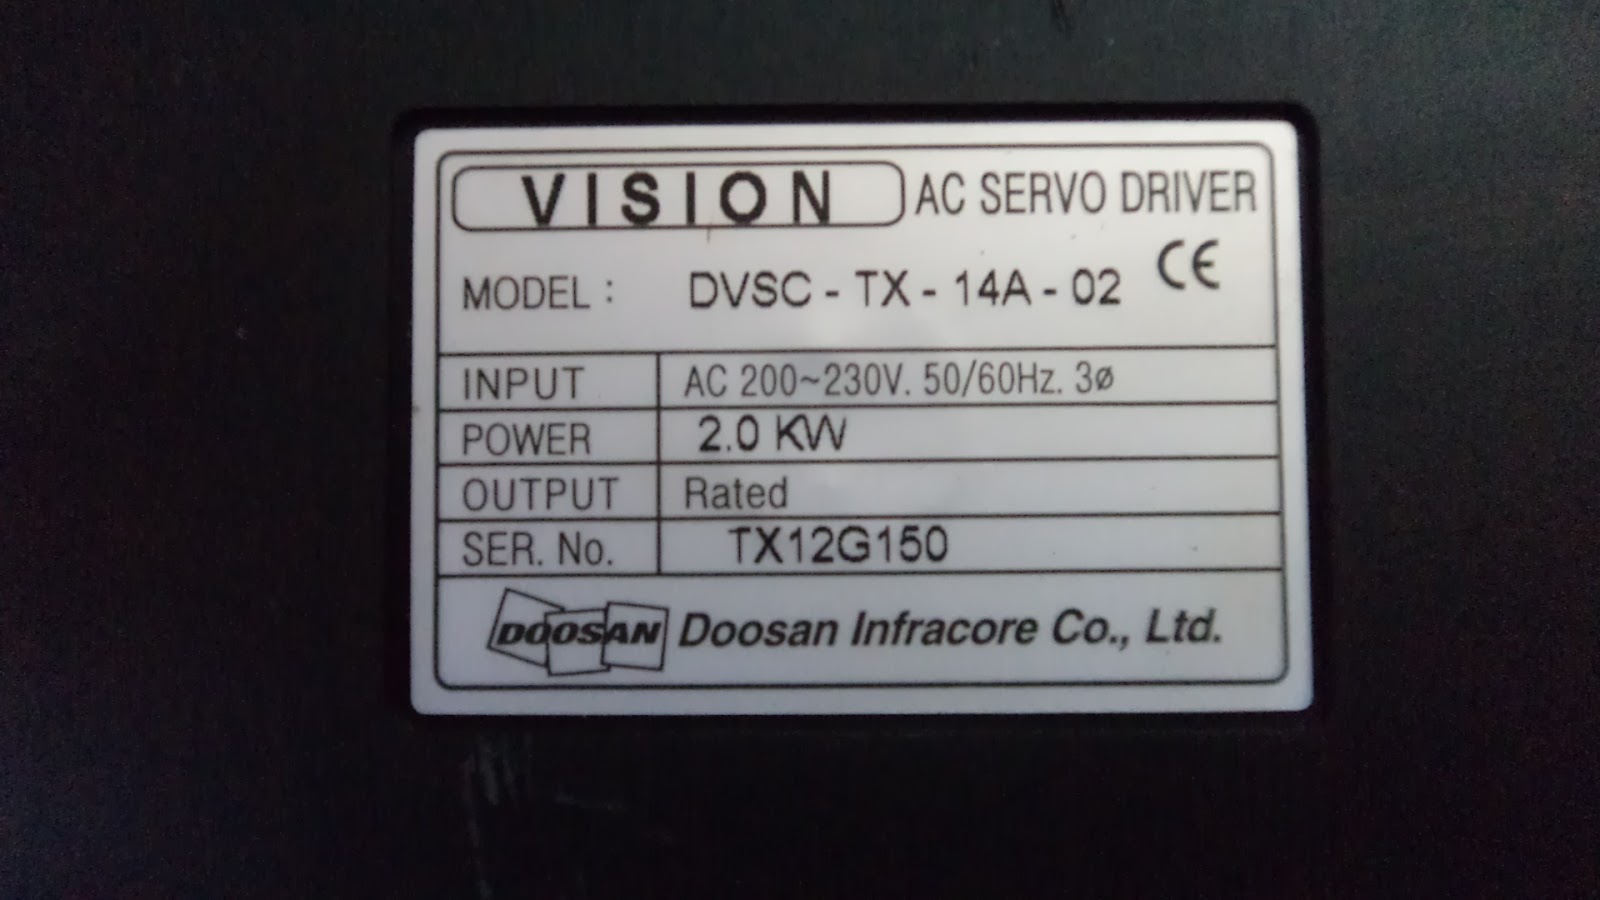 VISION AC SERVO DRIVER
MODEL : DVSC - TX - 14A - 02 CE
INPUT AC 200~230V. 50/60Hz. 3ø
POWER 2.0 KW
OUTPUT Rated
SER. No. TX12G150
DOOSAN Doosan Infracore Co., Ltd.